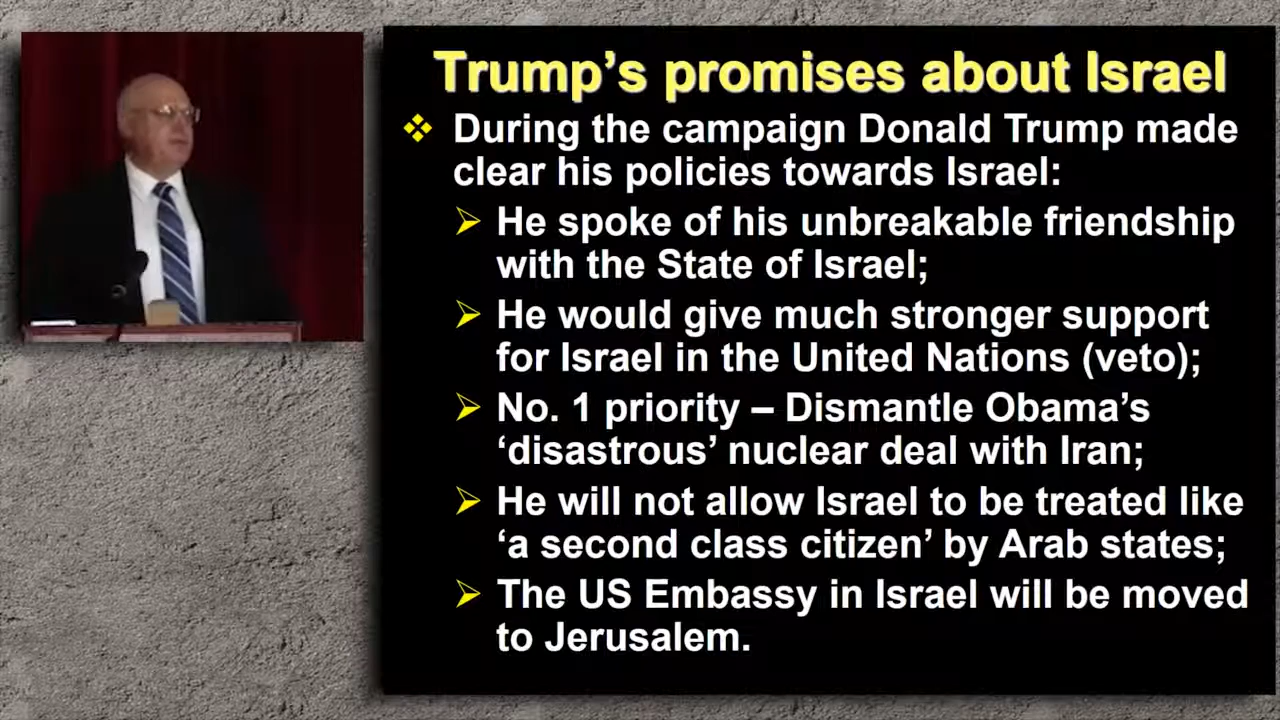 Trump’s promises about Israel
During the campaign Donald Trump made
clear his policies towards Israel:
He spoke of his unbreakable friendship
with the State of Israel;
He would give much stronger support
for Israel in the United Nations (veto);
No. 1 priority – Dismantle Obama’s
‘disastrous’ nuclear deal with Iran;
He will not allow Israel to be treated like
‘a second class citizen’ by Arab states;
The US Embassy in Israel will be moved
to Jerusalem.